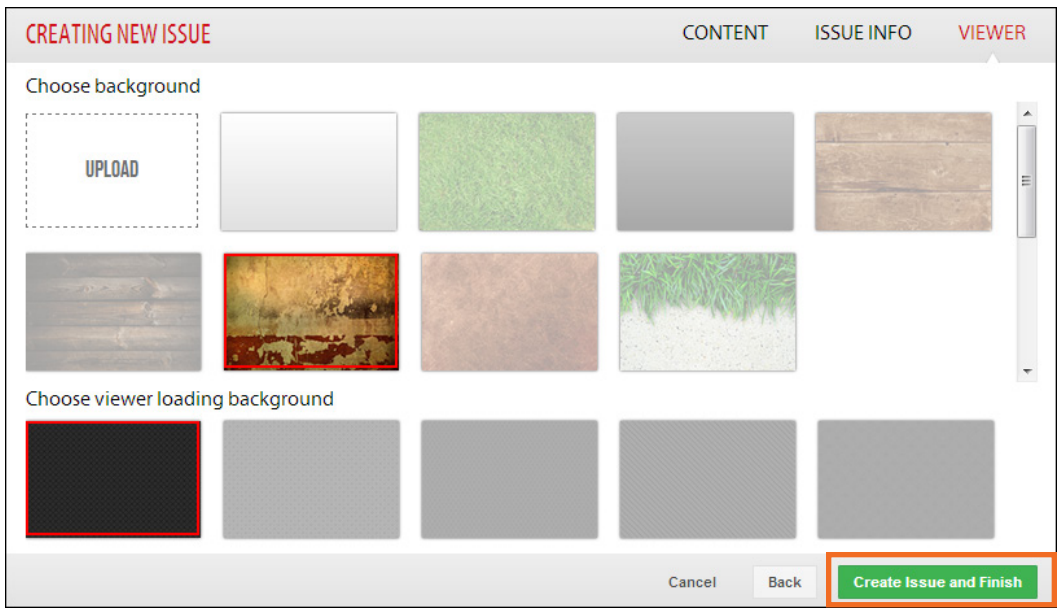 CREATING NEW ISSUE
CONTENT
ISSUE INFO
VIEWER
Choose background
UPLOAD
Choose viewer loading background
Cancel
Back
Create Issue and Finish